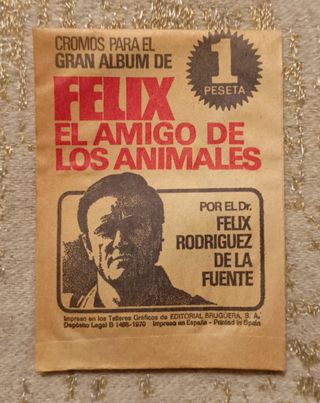 CROMOS PARA EL
GRAN ALBUM DE
1
PESETA
FELIX
EL AMIGO DE
LOS ANIMALES
POR EL Dr.
FELIX
RODRIGUEZ
DE LA
FUENTE
Impreso en los Talleres Gráficos de EDITORIAL BRUGUERA, S. A.
Depósito Legal B 1488-1970 Impreso en España - Printed in Spain